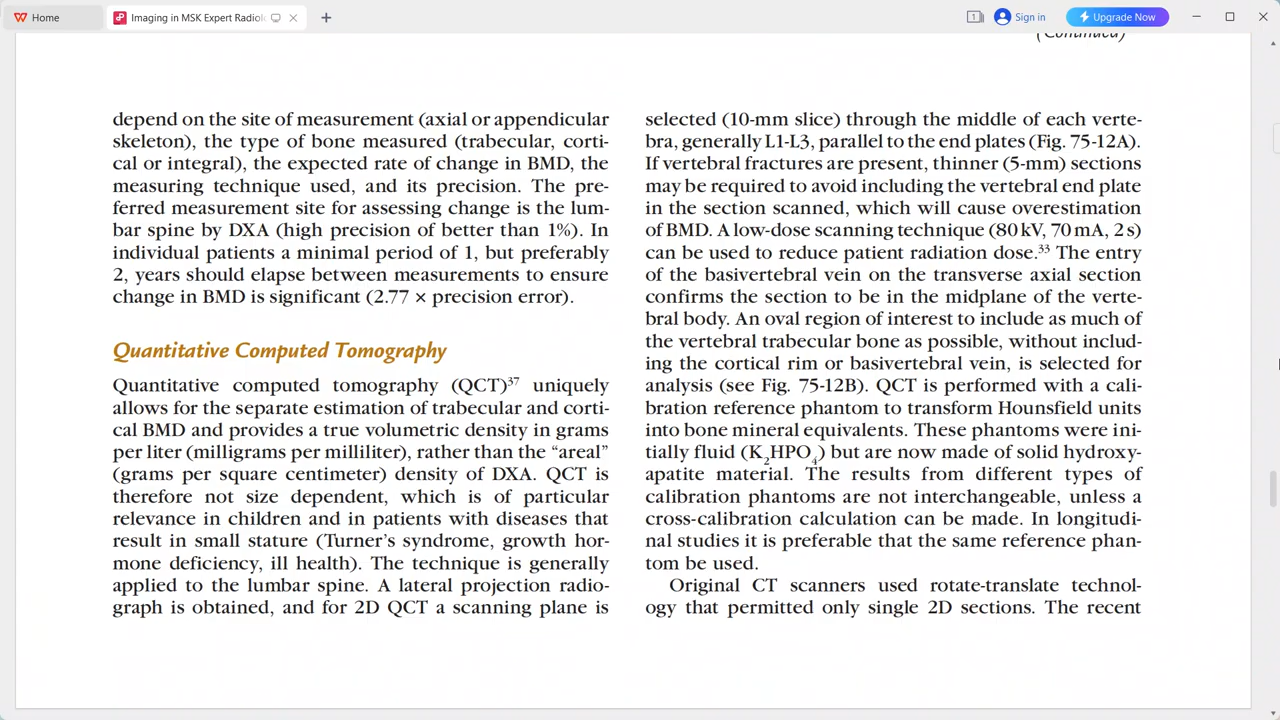 Home
Imaging in MSK Expert Radiol
Sign in
Upgrade Now
(Continued)
depend on the site of measurement (axial or appendicular
skeleton), the type of bone measured (trabecular, corti-
cal or integral), the expected rate of change in BMD, the
measuring technique used, and its precision. The pre-
ferred measurement site for assessing change is the lum-
bar spine by DXA (high precision of better than 1%). In
individual patients a minimal period of 1, but preferably
2, years should elapse between measurements to ensure
change in BMD is significant (2.77 × precision error).
Quantitative Computed Tomography
Quantitative computed tomography (QCT)³⁷ uniquely
allows for the separate estimation of trabecular and corti-
cal BMD and provides a true volumetric density in grams
per liter (milligrams per milliliter), rather than the “areal”
(grams per square centimeter) density of DXA. QCT is
therefore not size dependent, which is of particular
relevance in children and in patients with diseases that
result in small stature (Turner’s syndrome, growth hor-
mone deficiency, ill health). The technique is generally
applied to the lumbar spine. A lateral projection radio-
graph is obtained, and for 2D QCT a scanning plane is
selected (10-mm slice) through the middle of each verte-
bra, generally L1-L3, parallel to the end plates (Fig. 75-12A).
If vertebral fractures are present, thinner (5-mm) sections
may be required to avoid including the vertebral end plate
in the section scanned, which will cause overestimation
of BMD. A low-dose scanning technique (80 kV, 70 mA, 2 s)
can be used to reduce patient radiation dose.³³ The entry
of the basivertebral vein on the transverse axial section
confirms the section to be in the midplane of the verte-
bral body. An oval region of interest to include as much of
the vertebral trabecular bone as possible, without includ-
ing the cortical rim or basivertebral vein, is selected for
analysis (see Fig. 75-12B). QCT is performed with a cali-
bration reference phantom to transform Hounsfield units
into bone mineral equivalents. These phantoms were ini-
tially fluid (K₂HPO₄) but are now made of solid hydroxy-
apatite material. The results from different types of
calibration phantoms are not interchangeable, unless a
cross-calibration calculation can be made. In longitudi-
nal studies it is preferable that the same reference phan-
tom be used.
Original CT scanners used rotate-translate technol-
ogy that permitted only single 2D sections. The recent